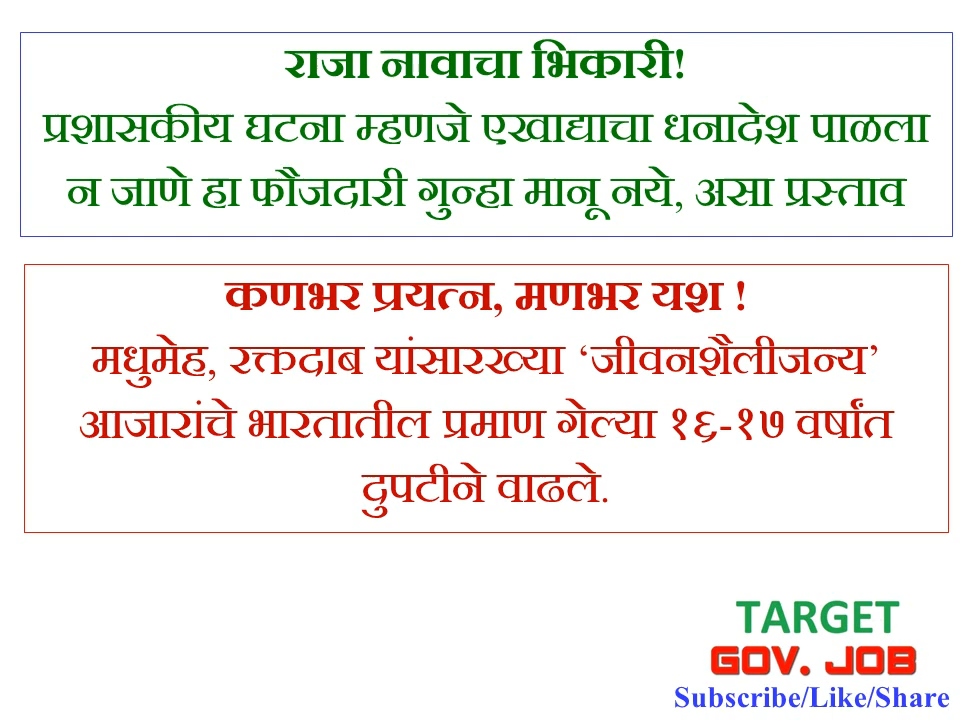 राजा नावाचा भिकारी!
प्रशासकीय घटना म्हणजे एखाद्याचा धनादेश पाळला
न जाणे हा फौजदारी गुन्हा मानू नये, असा प्रस्ताव
कणभर प्रयत्न, मणभर यश !
मधुमेह, रक्तदाब यांसारख्या ‘जीवनशैलीजन्य’
आजारांचे भारतातील प्रमाण गेल्या १६-१७ वर्षांत
दुपटीने वाढले.
TARGET
GOV. JOB
Subscribe/Like/Share